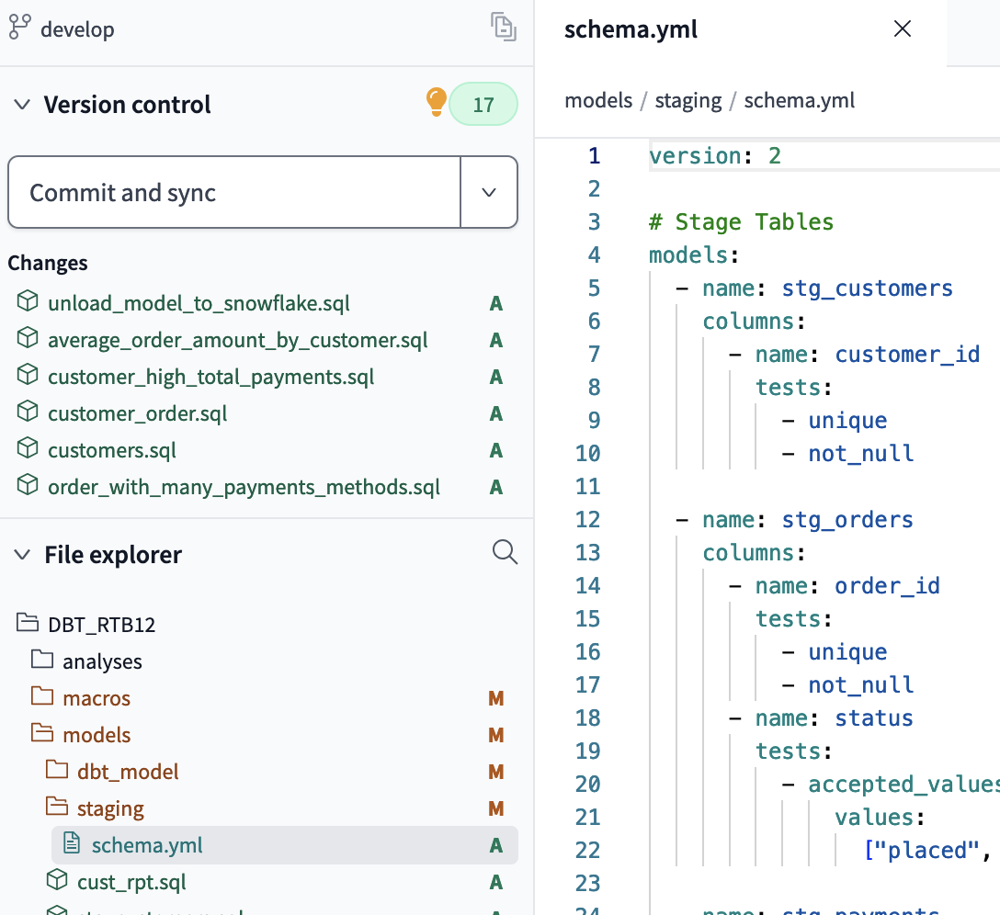 develop
Version control
17
Commit and sync
Changes
unload_model_to_snowflake.sql A
average_order_amount_by_customer.sql A
customer_high_total_payments.sql A
customer_order.sql A
customers.sql A
order_with_many_payments_methods.sql A
File explorer
DBT_RTB12
analyses
macros M
models M
dbt_model M
staging M
schema.yml A
cust_rpt.sql A
schema.yml
models / staging / schema.yml
1 version: 2
2
3 # Stage Tables
4 models:
5 - name: stg_customers
6 columns:
7 - name: customer_id
8 tests:
9 - unique
10 - not_null
11
12 - name: stg_orders
13 columns:
14 - name: order_id
15 tests:
16 - unique
17 - not_null
18 - name: status
19 tests:
20 - accepted_values
21 values:
22 ["placed",
23
24 name: stg_payments